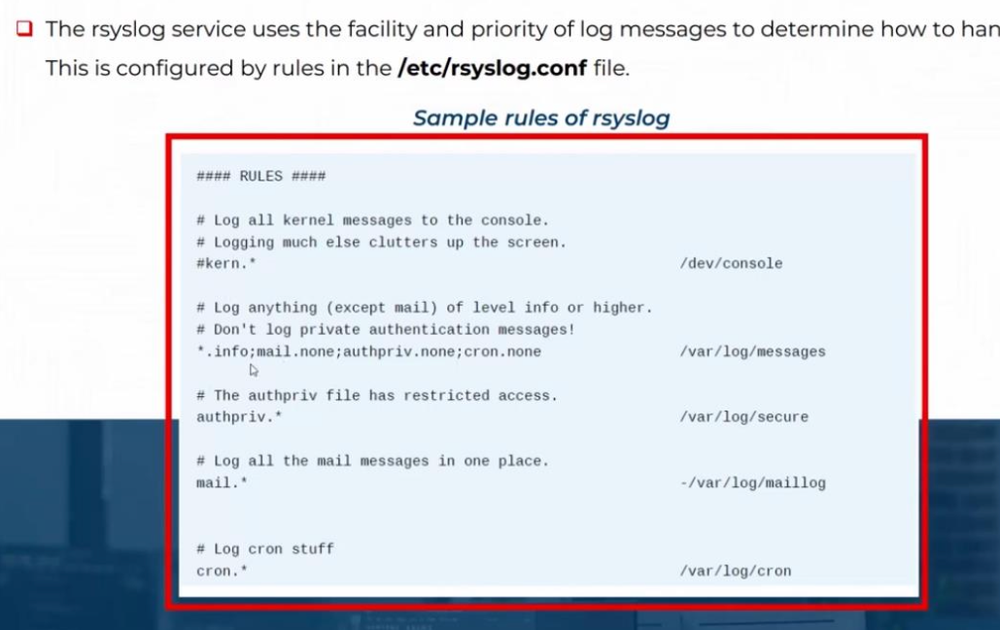 The rsyslog service uses the facility and priority of log messages to determine how to
This is configured by rules in the /etc/rsyslog.conf file.
Sample rules of rsyslog
#### RULES ####
# Log all kernel messages to the console.
# Logging much else clutters up the screen.
#kern.* /dev/console
# Log anything (except mail) of level info or higher.
# Don't log private authentication messages!
*.info;mail.none;authpriv.none;cron.none /var/log/messages
# The authpriv file has restricted access.
authpriv.* /var/log/secure
# Log all the mail messages in one place.
mail.* -/var/log/maillog
# Log cron stuff
cron.* /var/log/cron